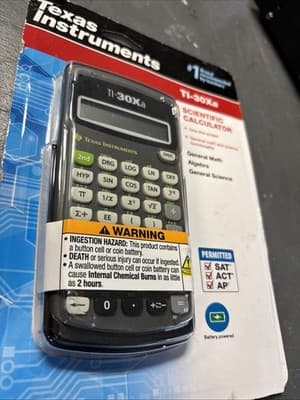 Texas
Instruments
#1
TI-30Xa
SCIENTIFIC
CALCULATOR
General Math
Algebra
General Science
TI-30Xa
TEXAS INSTRUMENTS
2nd
DRG
LOG
LN
OFF
HYP
SIN
COS
TAN
π
1/x
x²
√x
Σ+
EE
(
)
WARNING
• INGESTION HAZARD: This product contains
a button cell or coin battery.
• DEATH or serious injury can occur if ingested.
• A swallowed button cell or coin battery can
cause Internal Chemical Burns in as little
as 2 hours.
0
PERMITTED
SAT
ACT
AP
Battery powered